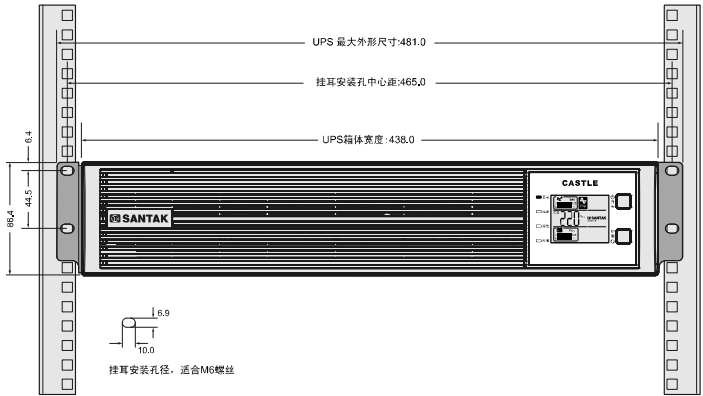 UPS 最大外形尺寸:481.0
挂耳安装孔中心距:465.0
UPS箱体宽度:438.0
6.4
44.5
86.4
CASTLE
SANTAK
220
SANTAK
6.9
10.0
挂耳安装孔径，适合M6螺丝